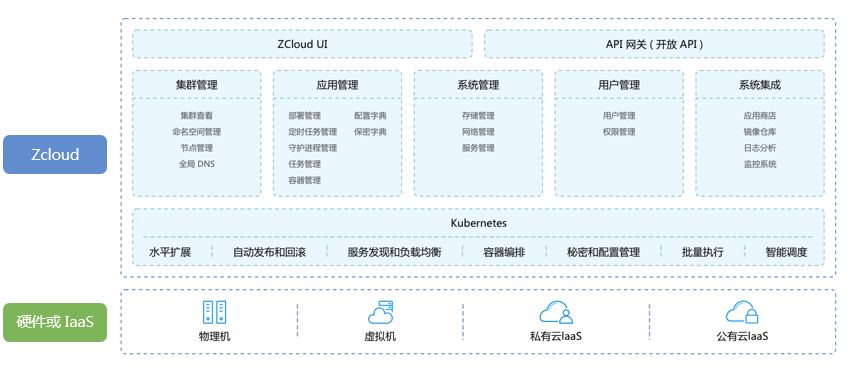 ZCloud UI
API 网关 ( 开放 API )
集群管理
集群查看
命名空间管理
节点管理
全局 DNS
应用管理
部署管理 配置字典
定时任务管理 保密字典
守护进程管理
任务管理
容器管理
系统管理
存储管理
网络管理
服务管理
用户管理
用户管理
权限管理
系统集成
应用商店
镜像仓库
日志分析
监控系统
Zcloud
Kubernetes
水平扩展 自动发布和回滚 服务发现和负载均衡 容器编排 秘密和配置管理 批量执行 智能调度
硬件或 IaaS
物理机 虚拟机 私有云IaaS 公有云IaaS